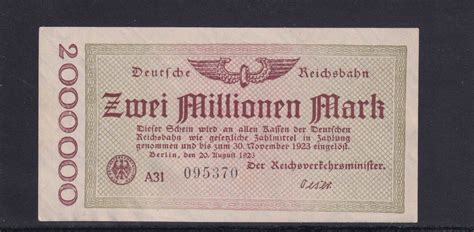 2000000
Deutsche Reichsbahn
Zwei Millionen Mark
Dieser Schein wird an allen Kassen der Deutschen
Reichsbahn wie gesetzliche Zahlmittel in Zahlung
genommen und bis zum 30. November 1923 eingelöst.
Berlin, den 20. August 1923
Der Reichsverkehrsminister.
A31 095370
Oeser